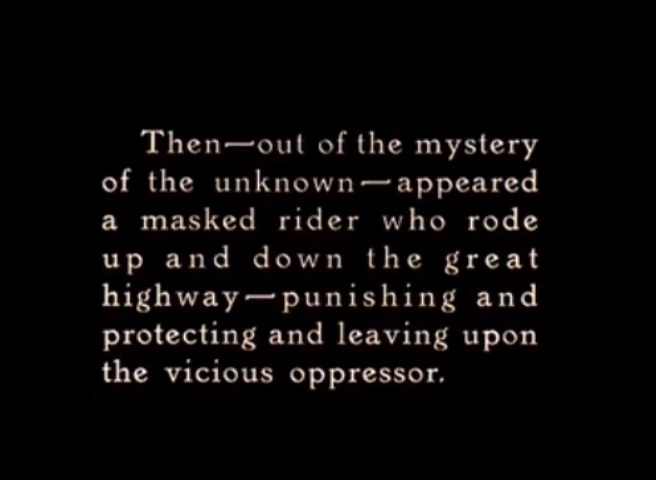 Then—out of the mystery
of the unknown—appeared
a masked rider who rode
up and down the great
highway—punishing and
protecting and leaving upon
the vicious oppressor.